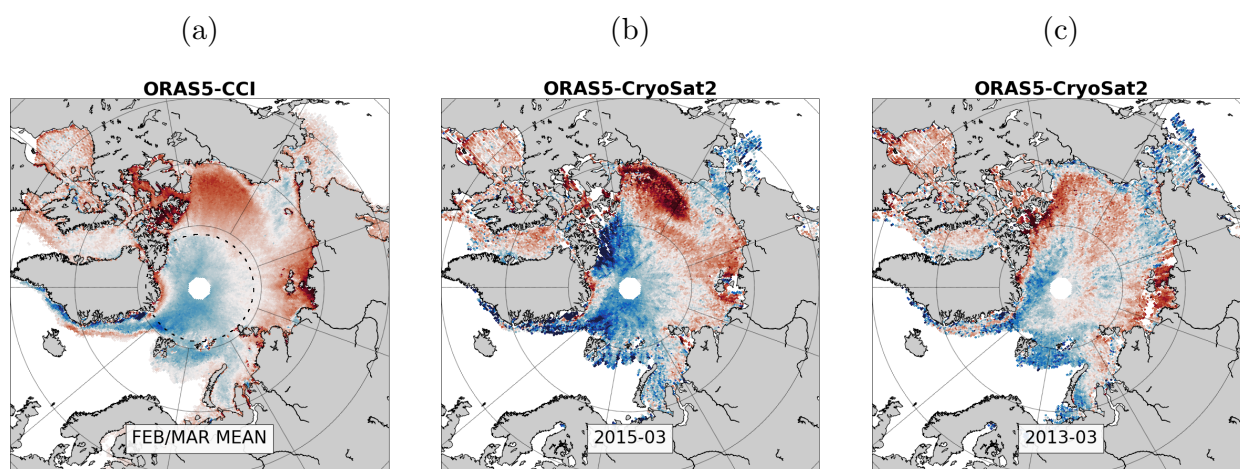 (a)
(b)
(c)
ORAS5-CCI
ORAS5-CryoSat2
ORAS5-CryoSat2
FEB/MAR MEAN
2015-03
2013-03